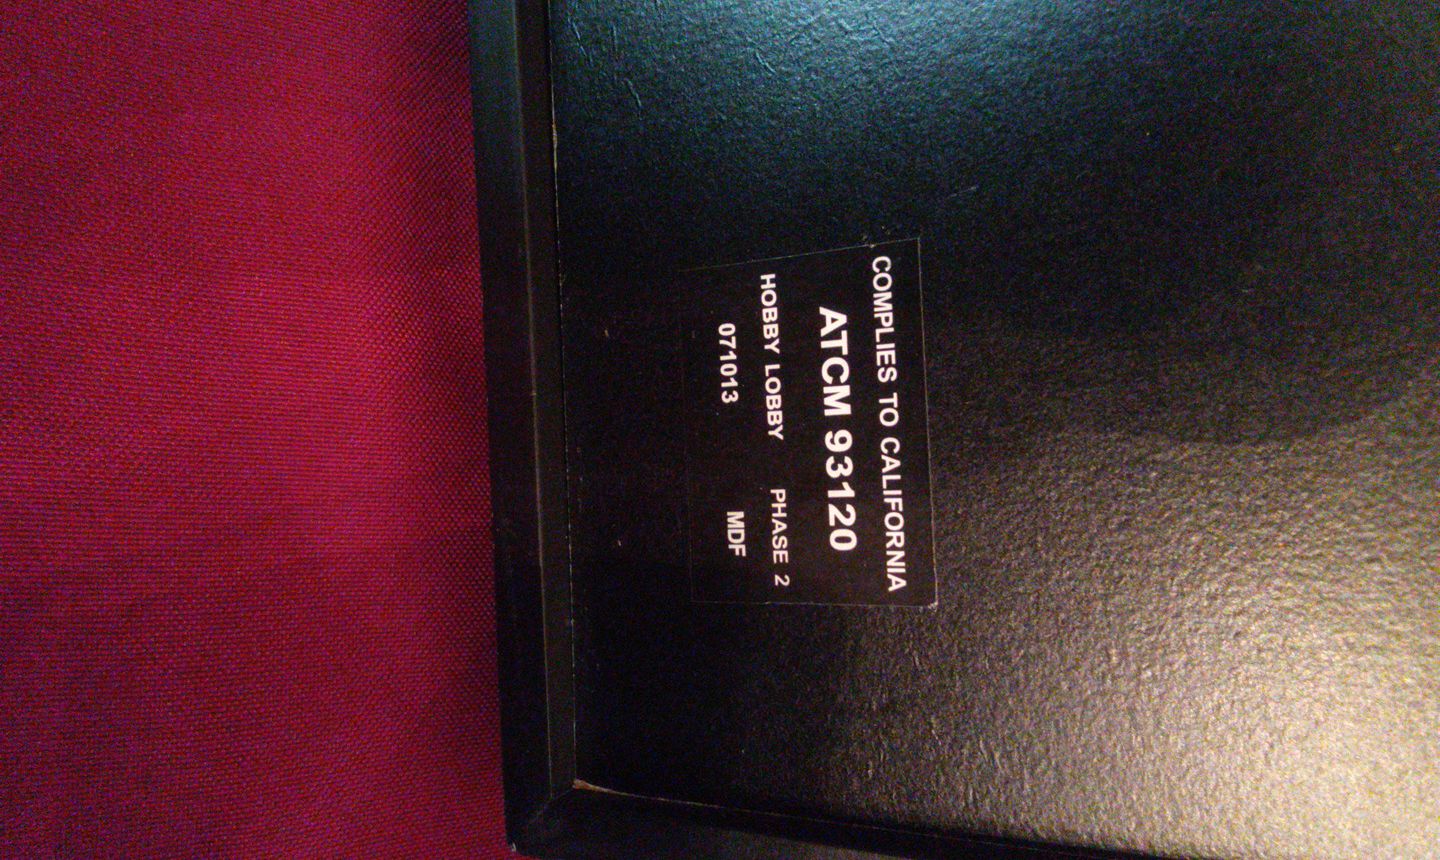 COMPLIES TO CALIFORNIA
ATCM 93120
HOBBY LOBBY PHASE 2
071013 MDF